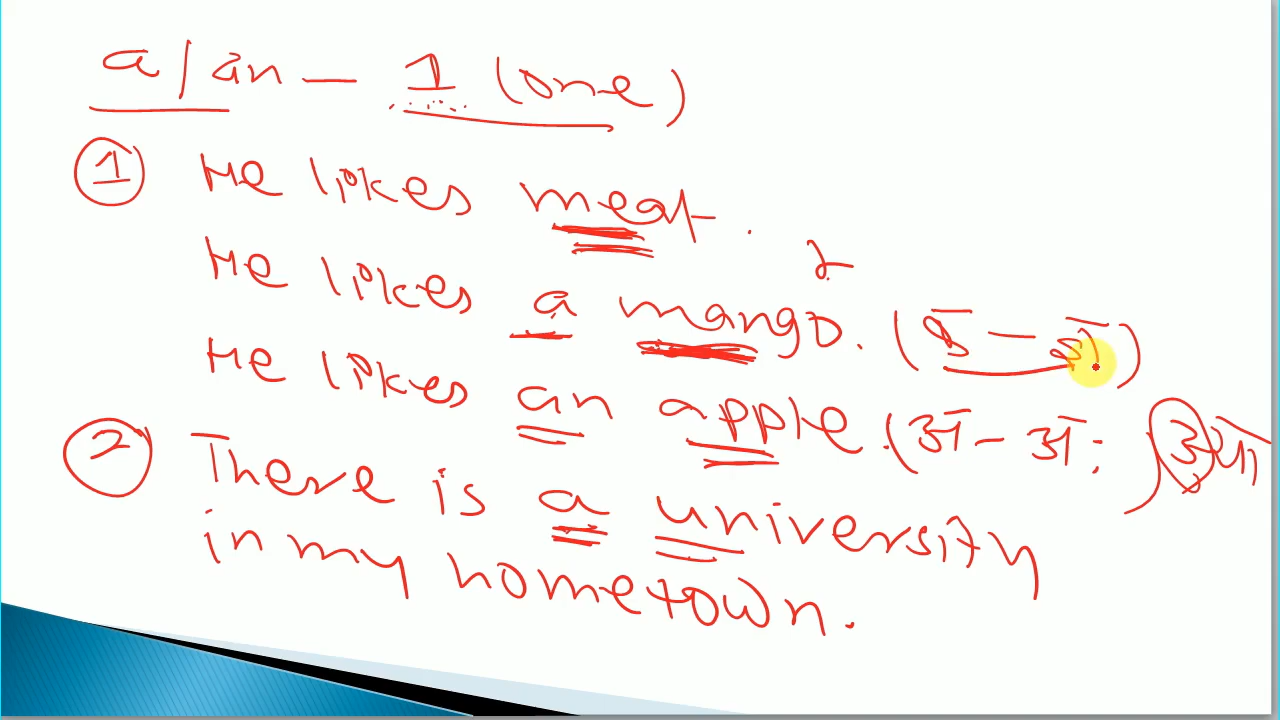 a/an — 1 (one)
① He likes meat.
He likes a mango. (क – ज्ञ)
He likes an apple. (अ – अ:
② There is a university
in my hometown.